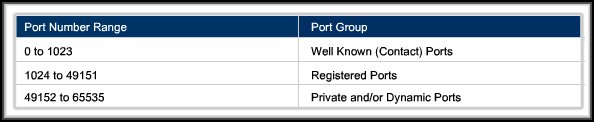 Port Number Range Port Group
0 to 1023 Well Known (Contact) Ports
1024 to 49151 Registered Ports
49152 to 65535 Private and/or Dynamic Ports